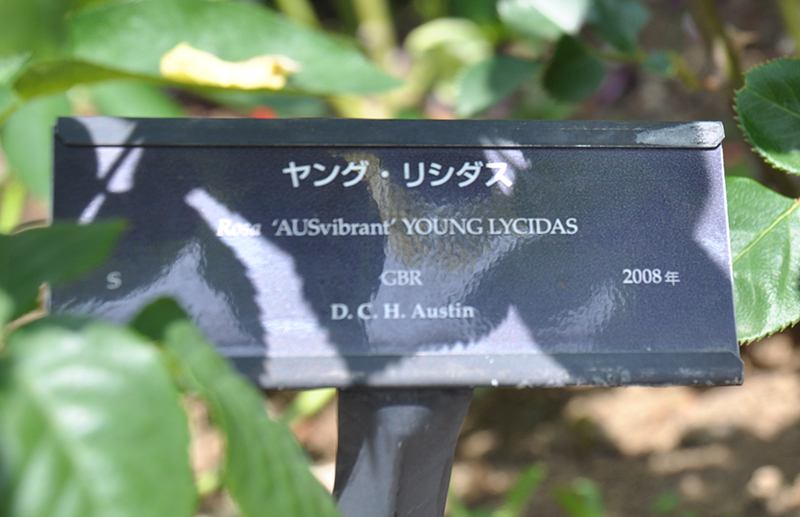 ヤング・リシダス
Rosa ‘AUSvibrant’ YOUNG LYCIDAS
S GBR 2008年
D. C. H. Austin